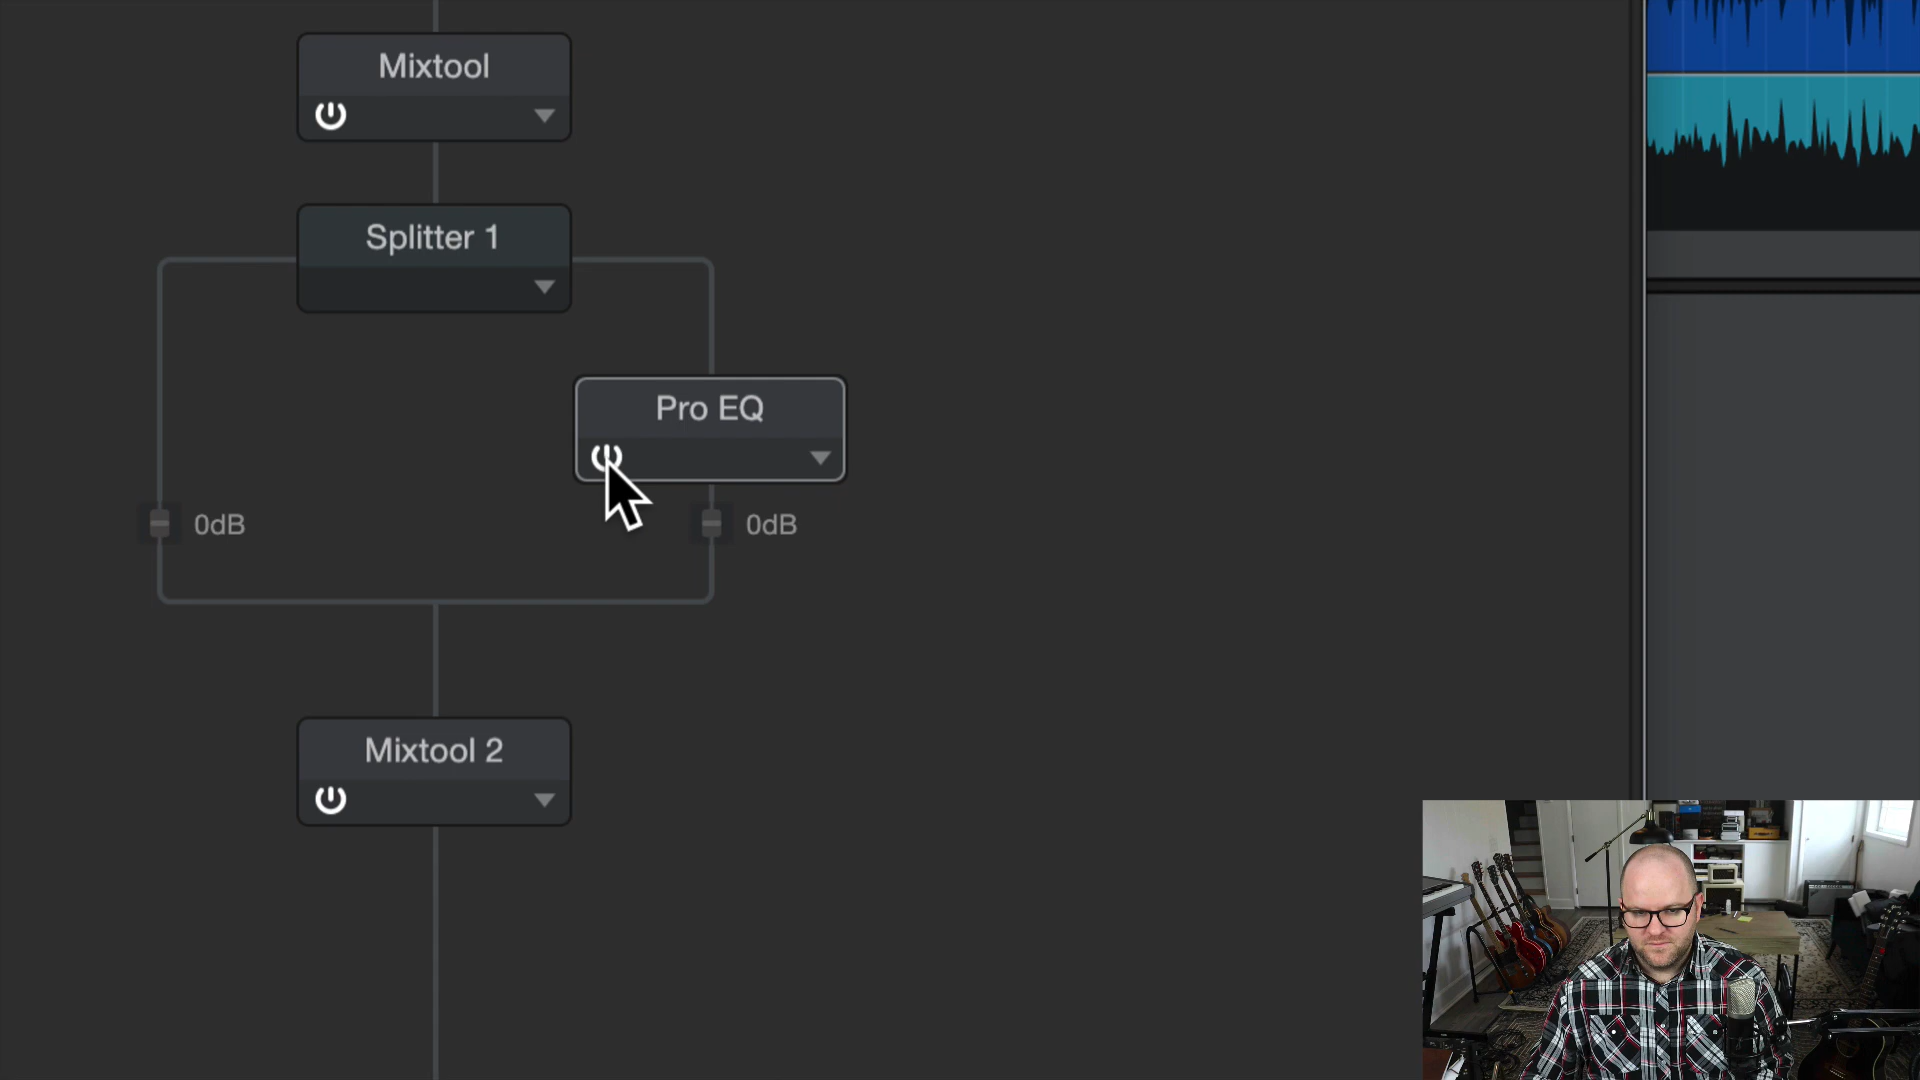 Mixtool
Splitter 1
Pro EQ
0dB
0dB
Mixtool 2